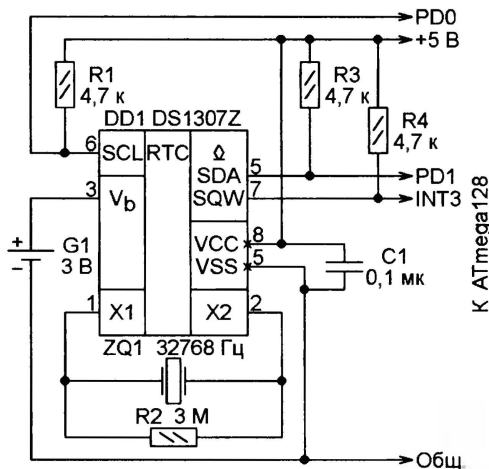 PD0
+5 В
R1
4,7 к
R3
4,7 к
R4
4,7 к
DD1 DS1307Z
6
SCL
RTC
Ω
SDA
5
PD1
SQW
7
INT3
3
Vb
VCC
8
VSS
5
G1
3 В
+
−
C1
0,1 мк
1
X1
X2
2
ZQ1 32768 Гц
R2 3 М
Общ
К ATmega128